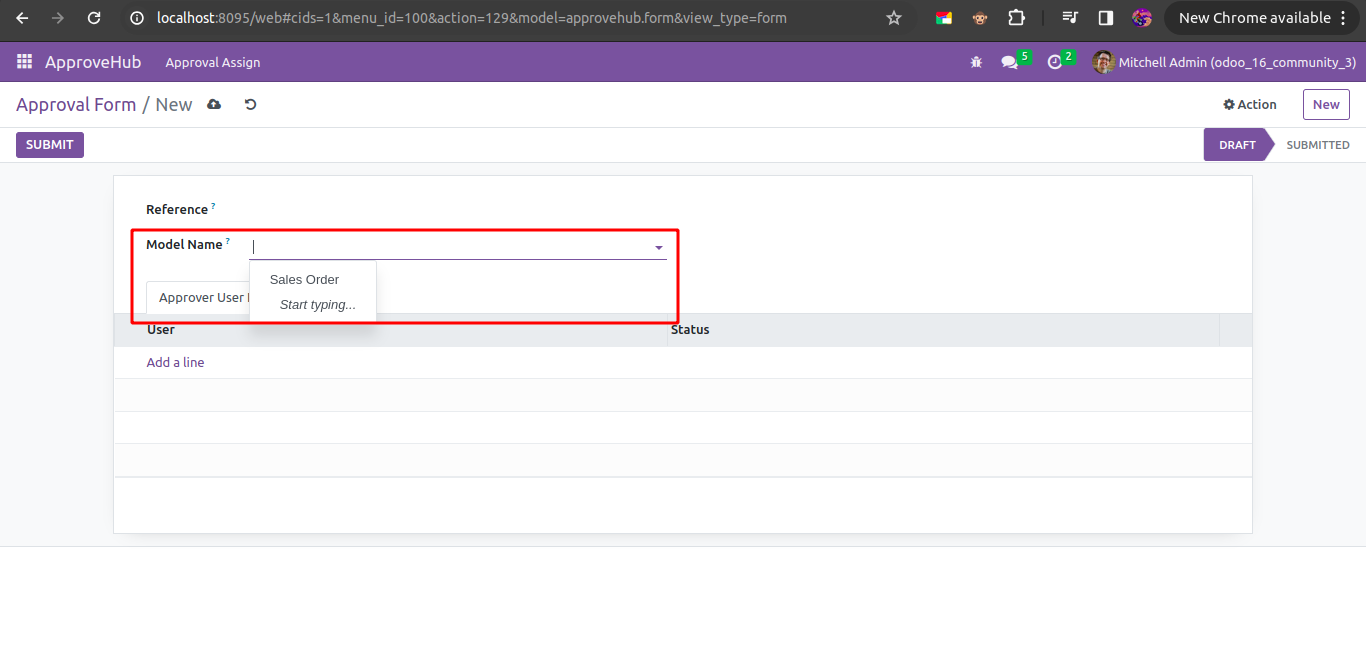 localhost:8095/web#cids=1&menu_id=100&action=129&model=approvehub.form&view_type=form
New Chrome available
ApproveHub Approval Assign 5 2 Mitchell Admin (odoo_16_community_3)
Approval Form / New Action New
SUBMIT DRAFT SUBMITTED
Reference ?
Model Name ?
Sales Order
Start typing...
Approver User
User Status
Add a line